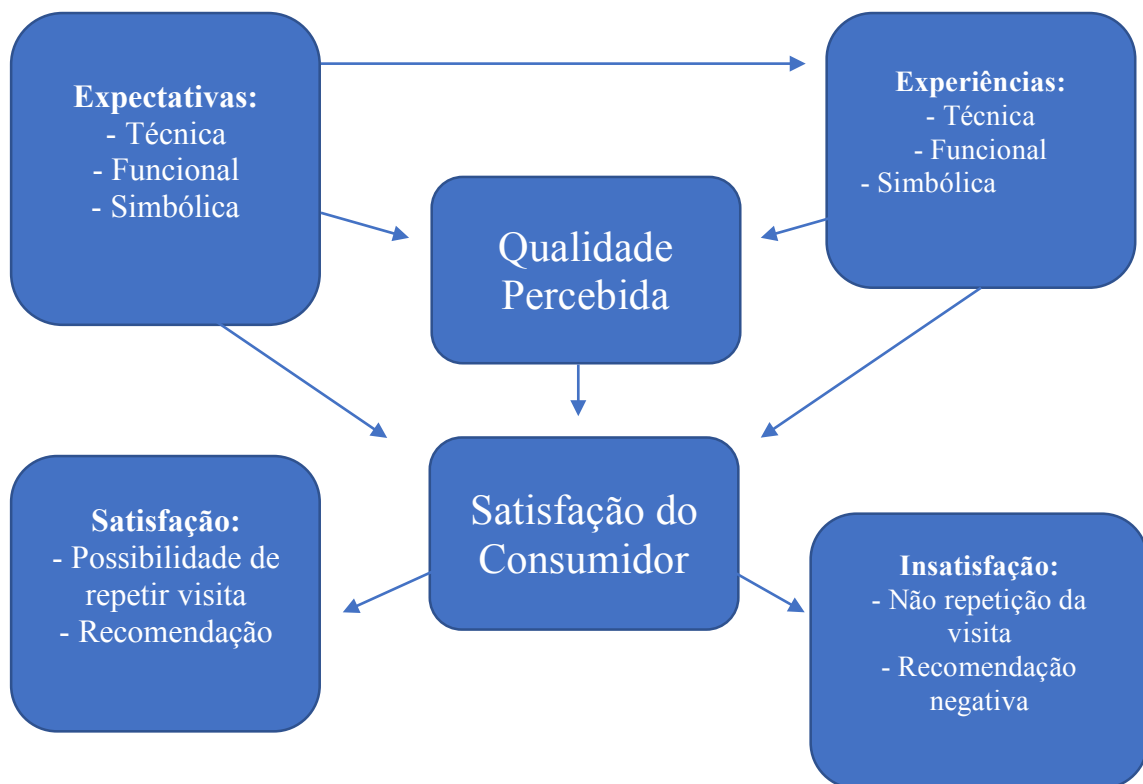 Expectativas:
- Técnica
- Funcional
- Simbólica
Experiências:
- Técnica
- Funcional
- Simbólica
Qualidade
Percebida
Satisfação do
Consumidor
Satisfação:
- Possibilidade de
repetir visita
- Recomendação
Insatisfação:
- Não repetição da
visita
- Recomendação
negativa